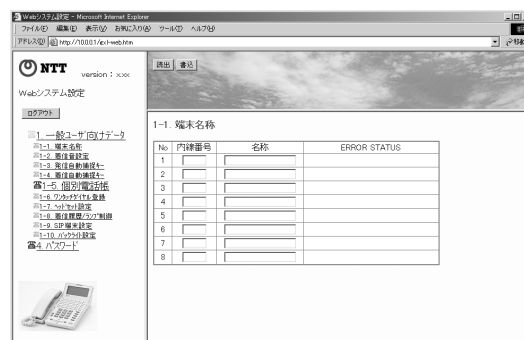 Webシステム設定 - Microsoft Internet Explorer
ファイル(F) 編集(E) 表示(V) お気に入り(A) ツール(T) ヘルプ(H)
アドレス(D) http://10.0.0.1/gx-l-web.htm 移動
NTT version : x.xx
読出 書込
Webシステム設定
ログアウト
1-1. 端末名称
1. 一般ユーザ向けデータ
1-1. 端末名称
1-2. 着信音設定
1-3. 発信自動捕捉キー
1-4. 着信自動捕捉キー
1-5. 個別電話帳
1-6. ワンタッチダイヤル登録
1-7. ヘッドセット設定
1-8. 着信履歴/ランプ制御
1-9. SIP端末設定
1-10. バックライト設定
4. パスワード
No 内線番号 名称 ERROR STATUS
1
2
3
4
5
6
7
8